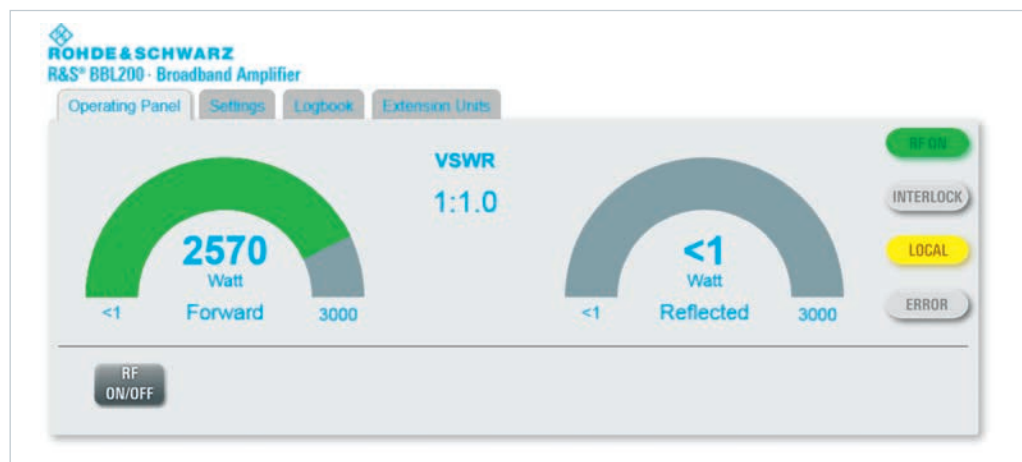 ROHDE&SCHWARZ
R&S® BBL200 · Broadband Amplifier
Operating Panel
Settings
Logbook
Extension Units
VSWR
1:1.0
2570
Watt
Forward
<1
3000
<1
Watt
Reflected
<1
3000
RF ON
INTERLOCK
LOCAL
ERROR
RF
ON/OFF